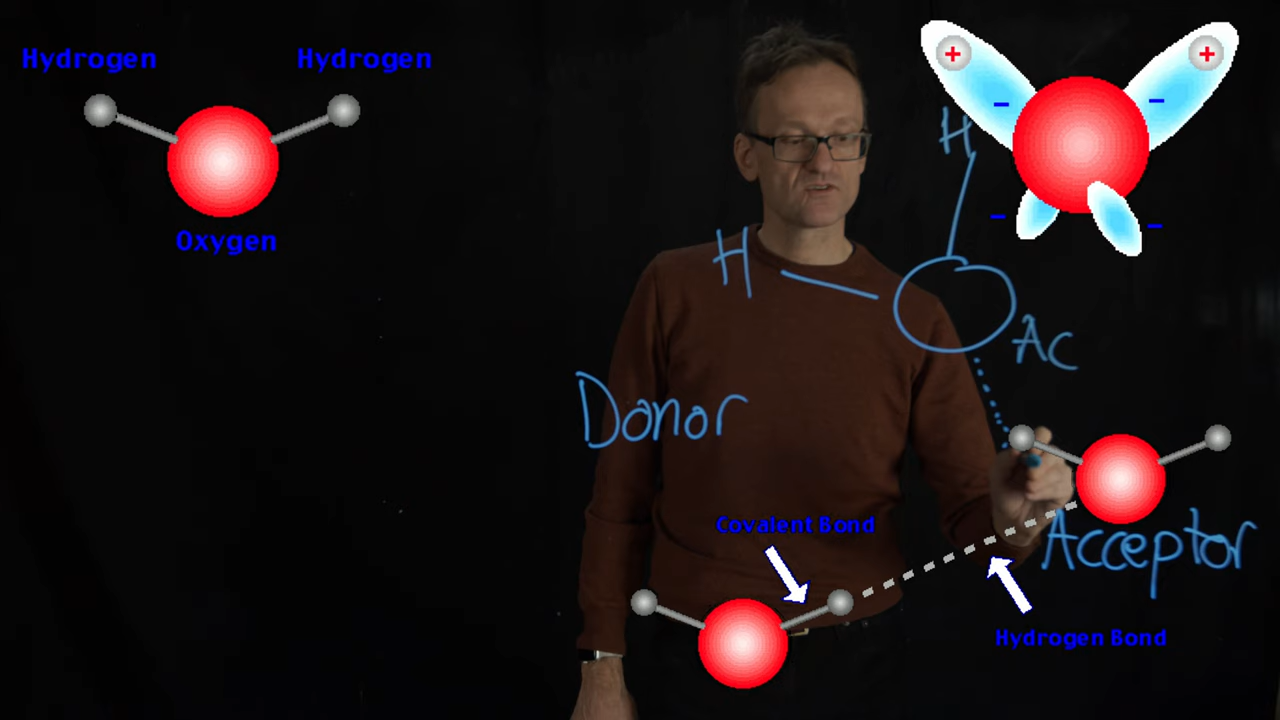 Hydrogen Hydrogen
Oxygen
+ +
- -
- -
H
H
AC
Donor
Covalent Bond
Acceptor
Hydrogen Bond